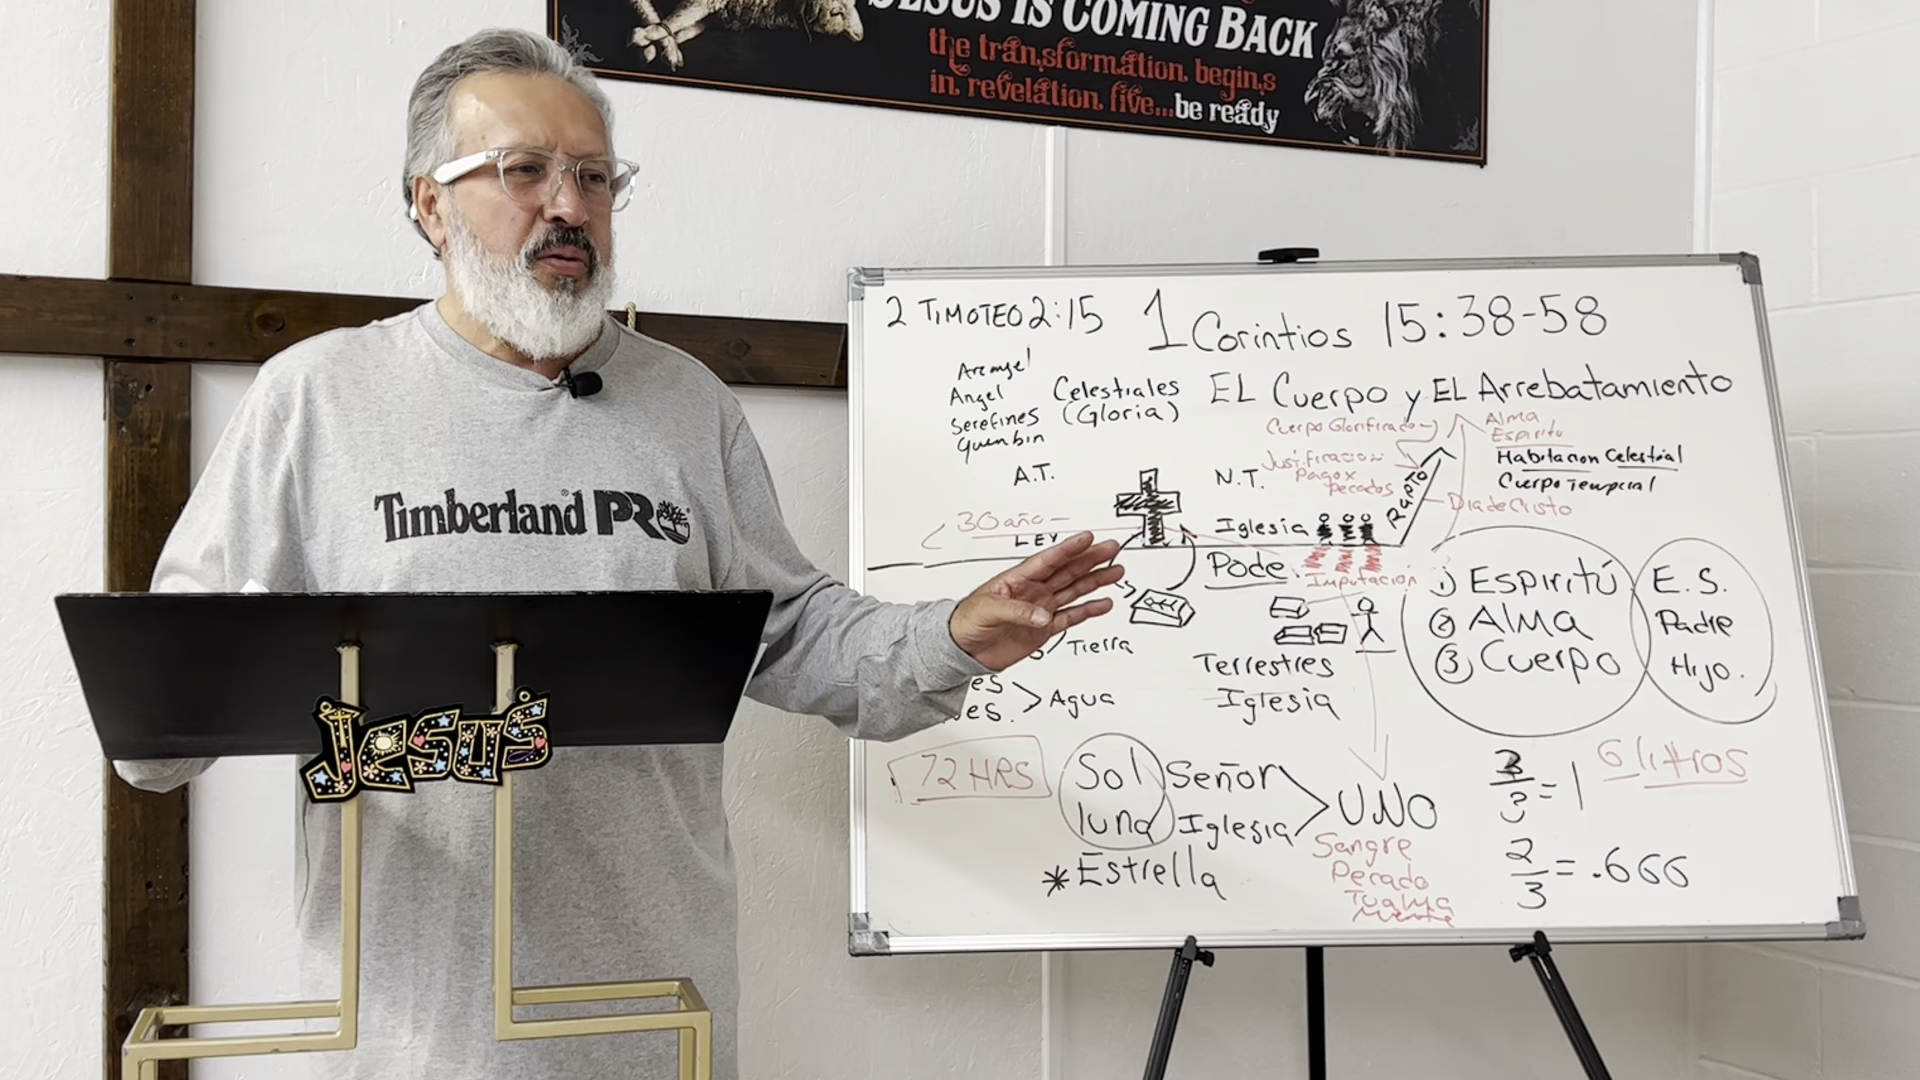 JESUS IS COMING BACK
the transformation begins
in revelation five...be ready
Timberland PRO
Jesus
2 TIMOTEO 2:15 1 Corintios 15:38-58
Angel
Serefines
Celestiales
(Gloria)
EL Cuerpo y EL Arrebatamiento
Cuerpo Glorificado
Alma
Espiritu
Habitacion Celestial
Cuerpo Temporal
A.T.
N.T.
Justificacion
Pago x
pecados
Rapto
Dia de Cristo
30 año
LEY
Iglesia
Pode
Imputacion
1) Espiritú
2) Alma
3) Cuerpo
E.S.
Padre
Hijo.
Tierra
es
es. > Agua
Terrestres
Iglesia
72 HRS
Sol Señor
luna Iglesia
UNO
* Estrella
Sangre
Pecado
3/3 = 1
6 litros
2/3 = .666